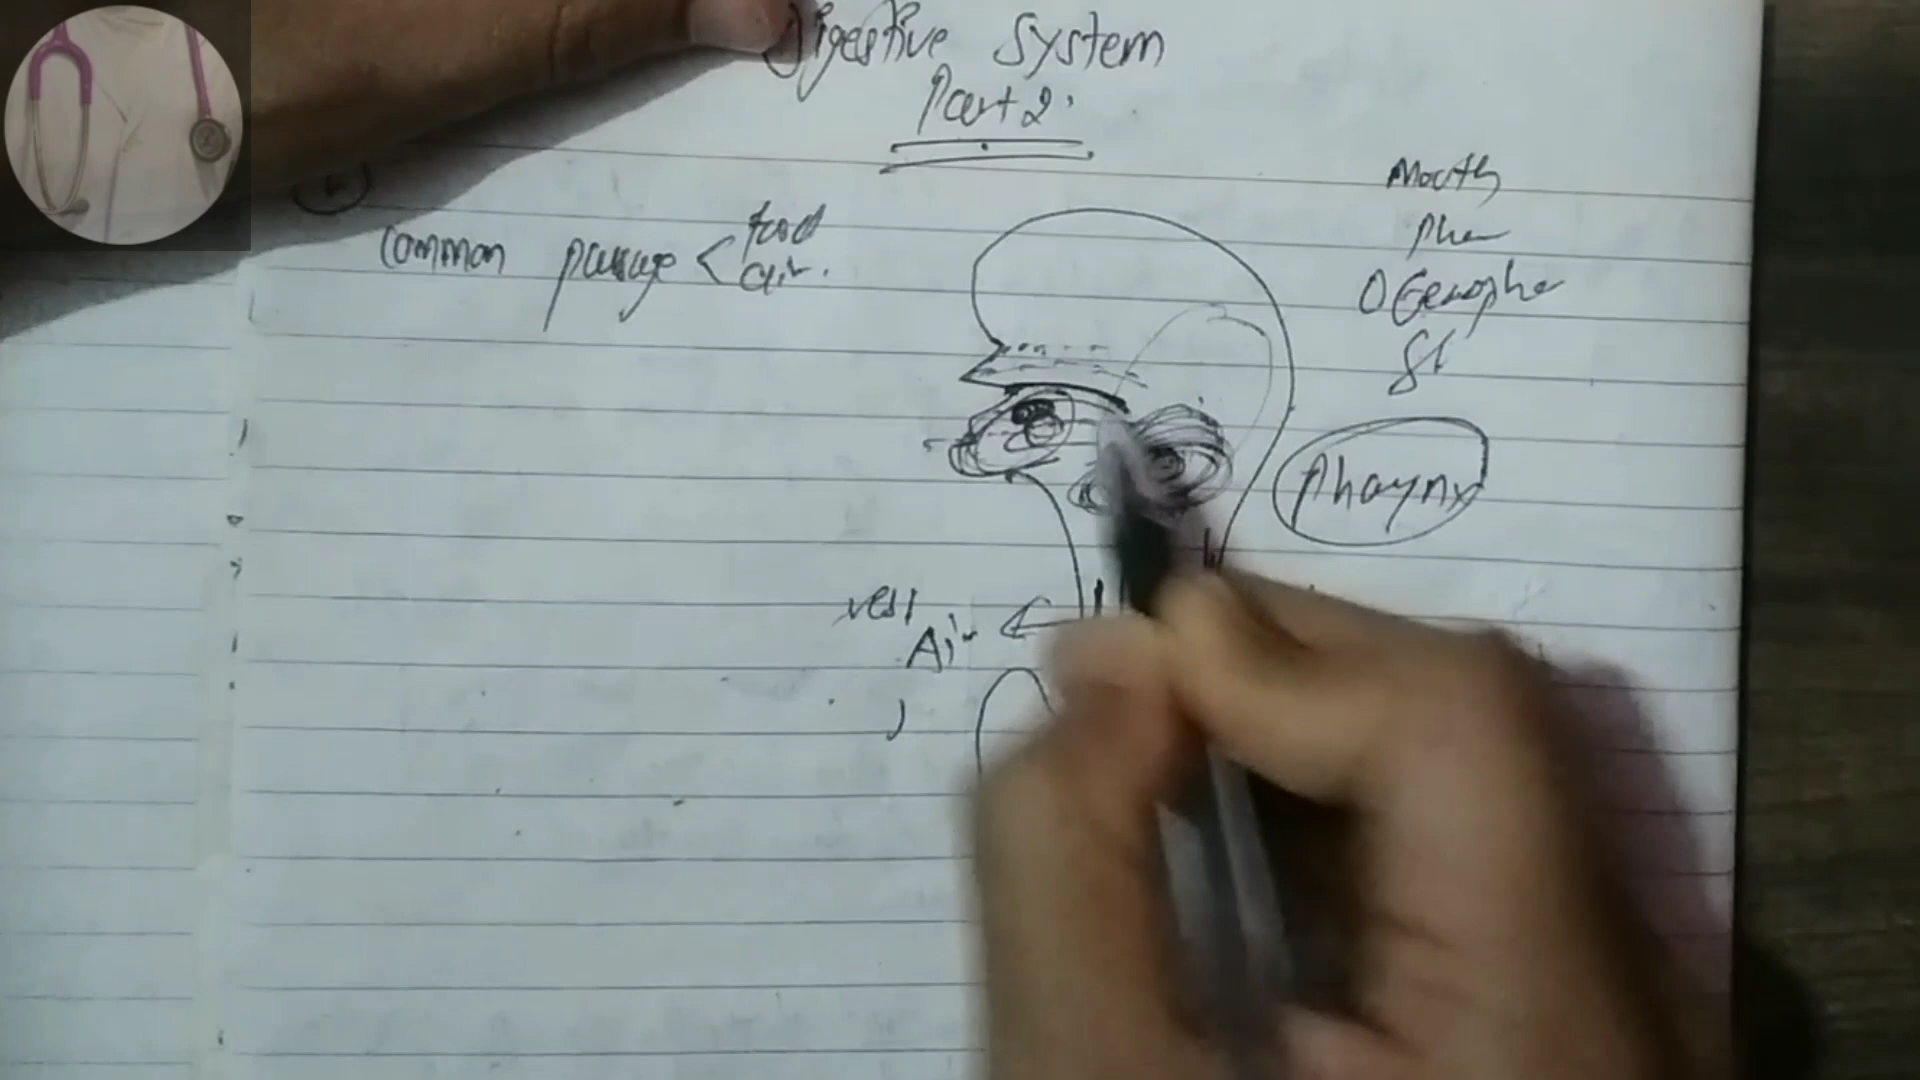 Digestive System
Part 2.
common passage < food
air.
Mouth
Pha
Oesopha
St
Pharynx
Air